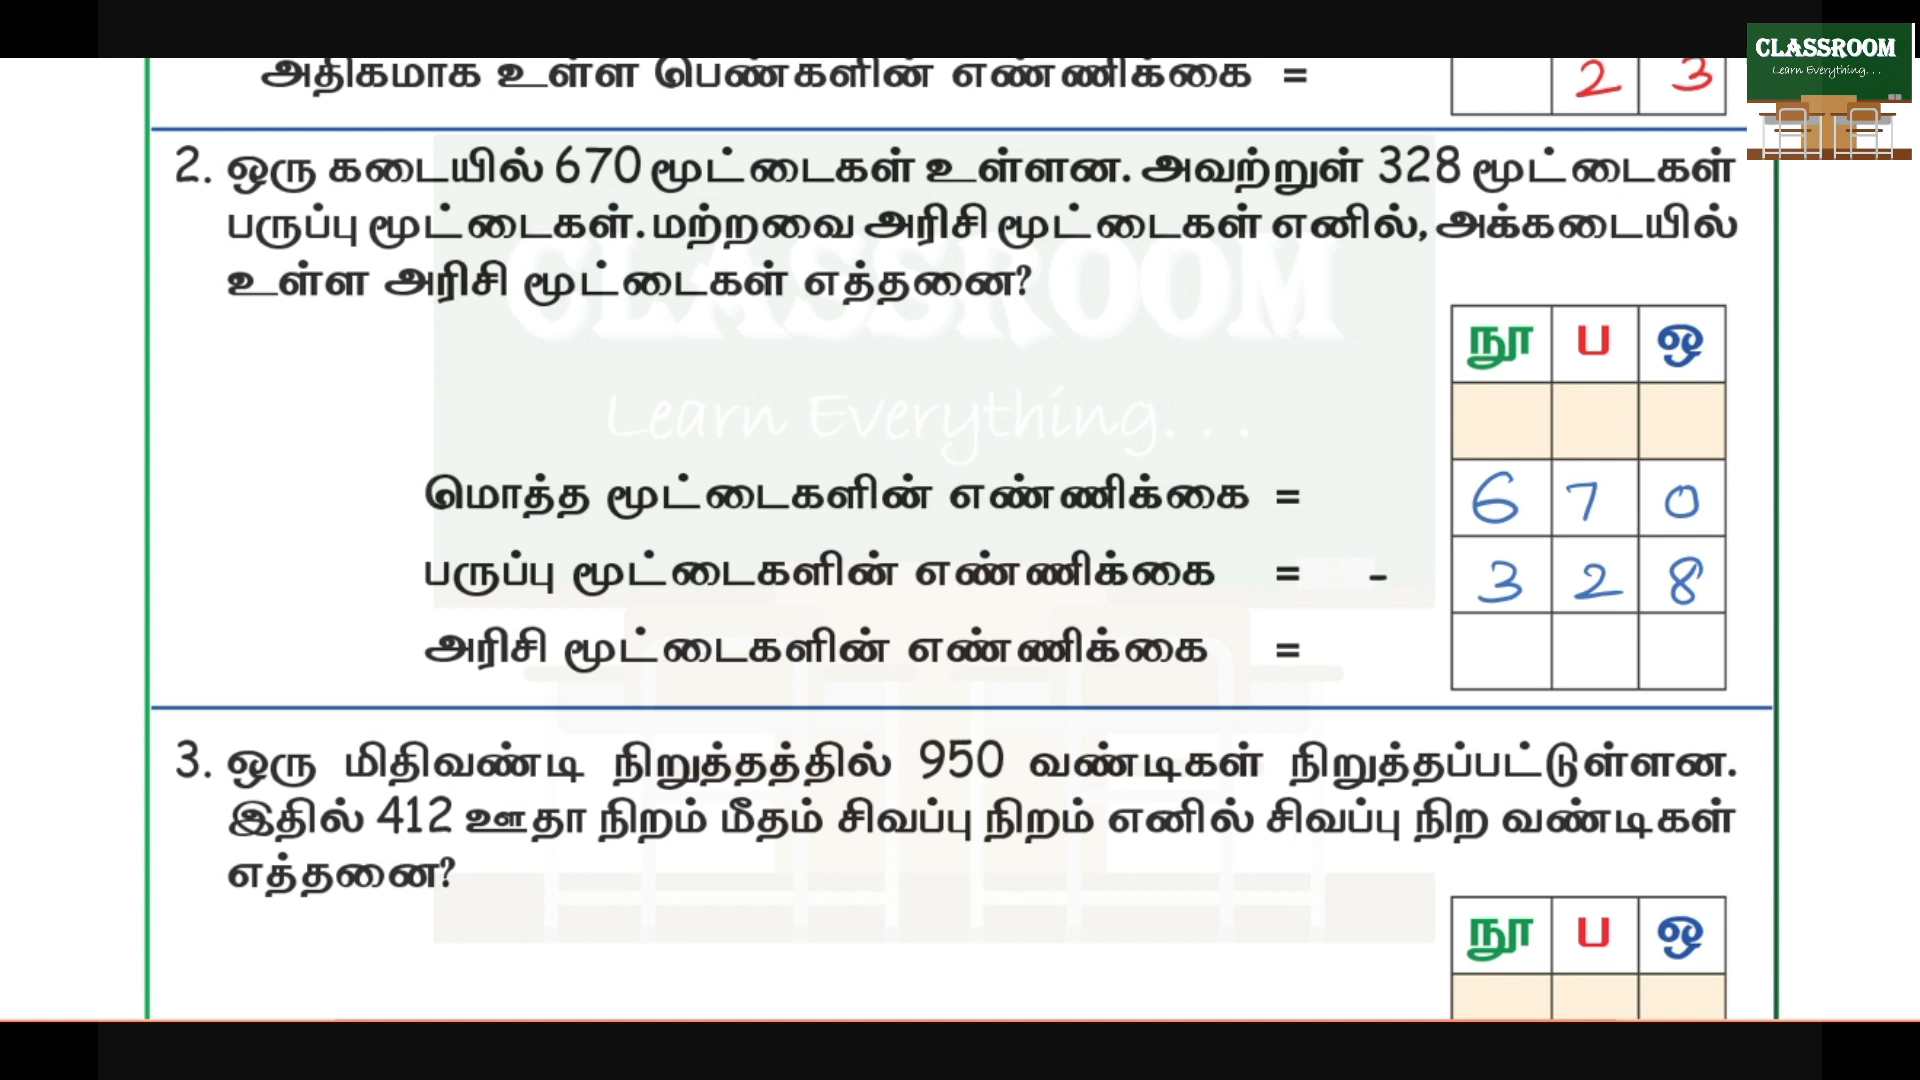 CLASSROOM
Learn Everything...
அதிகமாக உள்ள பெண்களின் எண்ணிக்கை = 2 3
2. ஒரு கடையில் 670 மூட்டைகள் உள்ளன. அவற்றுள் 328 மூட்டைகள்
பருப்பு மூட்டைகள். மற்றவை அரிசி மூட்டைகள் எனில், அக்கடையில்
உள்ள அரிசி மூட்டைகள் எத்தனை?
CLASSROOM
நூ ப ஒ
Learn Everything...
மொத்த மூட்டைகளின் எண்ணிக்கை = 6 7 0
பருப்பு மூட்டைகளின் எண்ணிக்கை = - 3 2 8
அரிசி மூட்டைகளின் எண்ணிக்கை =
3. ஒரு மிதிவண்டி நிறுத்தத்தில் 950 வண்டிகள் நிறுத்தப்பட்டுள்ளன.
இதில் 412 ஊதா நிறம் மீதம் சிவப்பு நிறம் எனில் சிவப்பு நிற வண்டிகள்
எத்தனை?
நூ ப ஒ